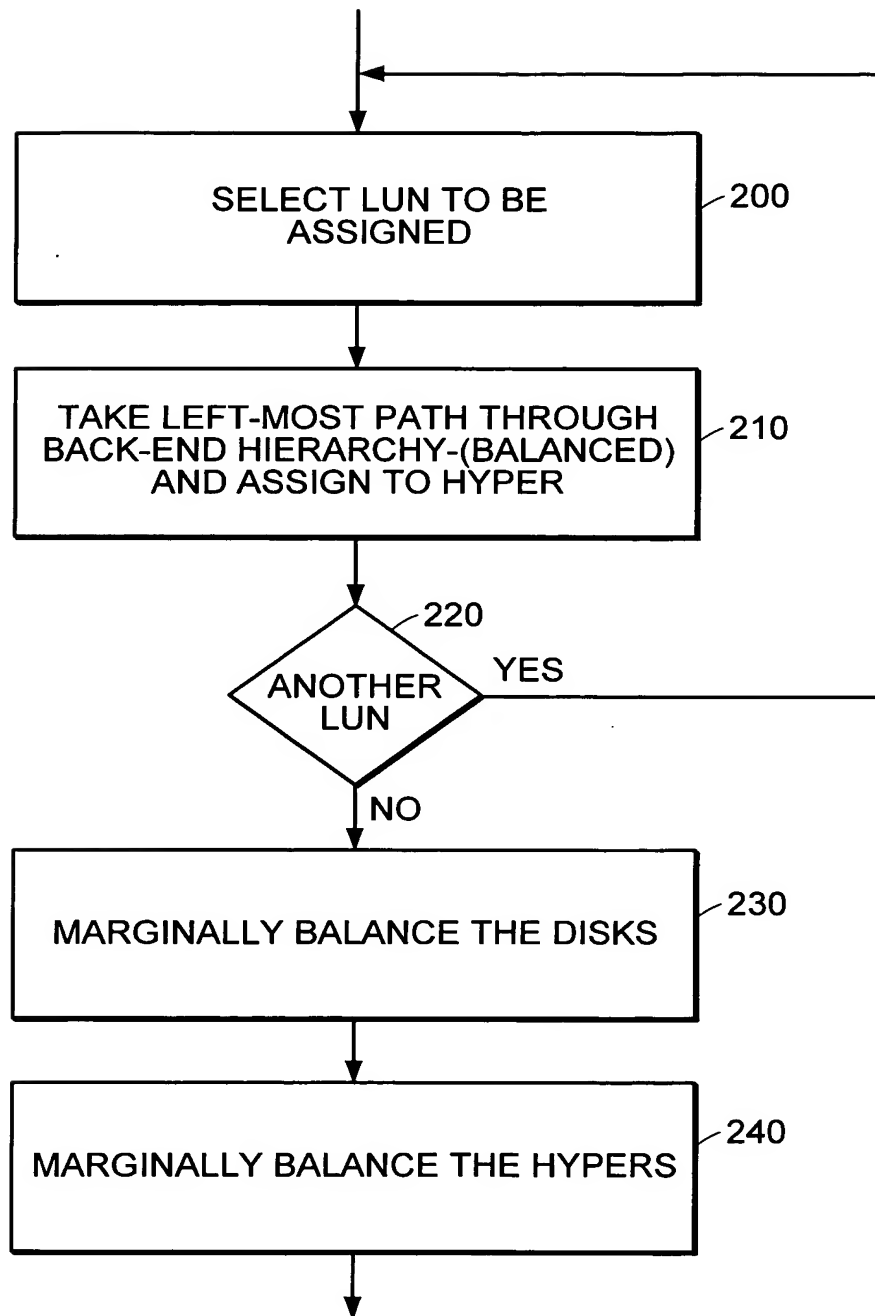 SELECT LUN TO BE
ASSIGNED
200
TAKE LEFT-MOST PATH THROUGH
BACK-END HIERARCHY-(BALANCED)
AND ASSIGN TO HYPER
210
220
ANOTHER
LUN
YES
NO
MARGINALLY BALANCE THE DISKS
230
MARGINALLY BALANCE THE HYPERS
240